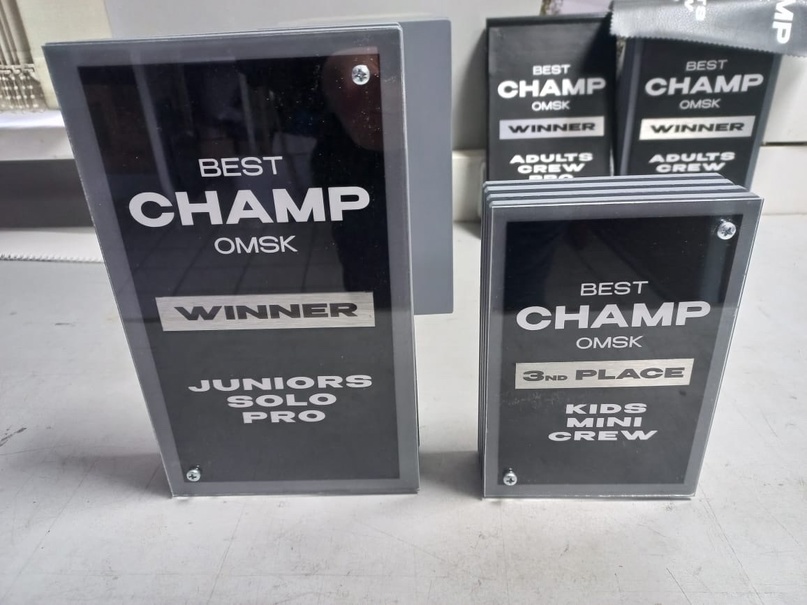 BEST
CHAMP
OMSK
WINNER
JUNIORS
SOLO
PRO
BEST
CHAMP
OMSK
3ND PLACE
KIDS
MINI
CREW
BEST
CHAMP
OMSK
WINNER
ADULTS
CREW
PRO
BEST
CHAMP
OMSK
WINNER
ADULTS
CREW
MP